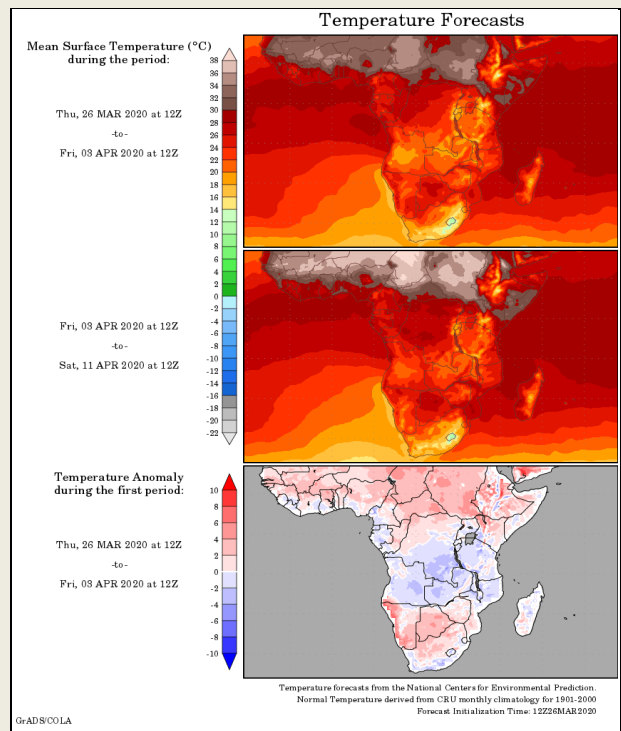 Temperature Forecasts
Mean Surface Temperature (°C)
during the period:
Thu, 26 MAR 2020 at 12Z
-to-
Fri, 03 APR 2020 at 12Z
38
36
34
32
30
28
26
24
22
20
18
16
14
12
10
8
6
4
2
0
-2
-4
-6
-8
-10
-12
-14
-16
-18
-20
-22
Fri, 03 APR 2020 at 12Z
-to-
Sat, 11 APR 2020 at 12Z
Temperature Anomaly
during the first period:
Thu, 26 MAR 2020 at 12Z
-to-
Fri, 03 APR 2020 at 12Z
10
8
6
4
2
0
-2
-4
-6
-8
-10
Temperature forecasts from the National Centers for Environmental Prediction.
Normal Temperature derived from CRU monthly climatology for 1901-2000
Forecast Initialization Time: 12Z26MAR2020
GrADS/COLA